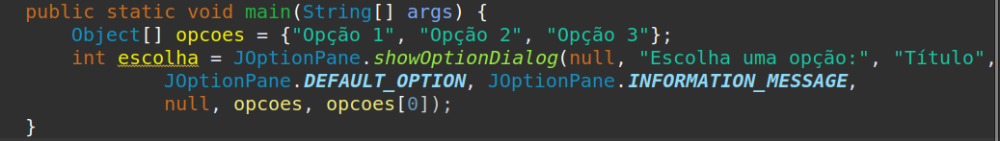 public static void main(String[] args) {
Object[] opcoes = {"Opção 1", "Opção 2", "Opção 3"};
int escolha = JOptionPane.showOptionDialog(null, "Escolha uma opção:", "Título",
JOptionPane.DEFAULT_OPTION, JOptionPane.INFORMATION_MESSAGE,
null, opcoes, opcoes[0]);
}